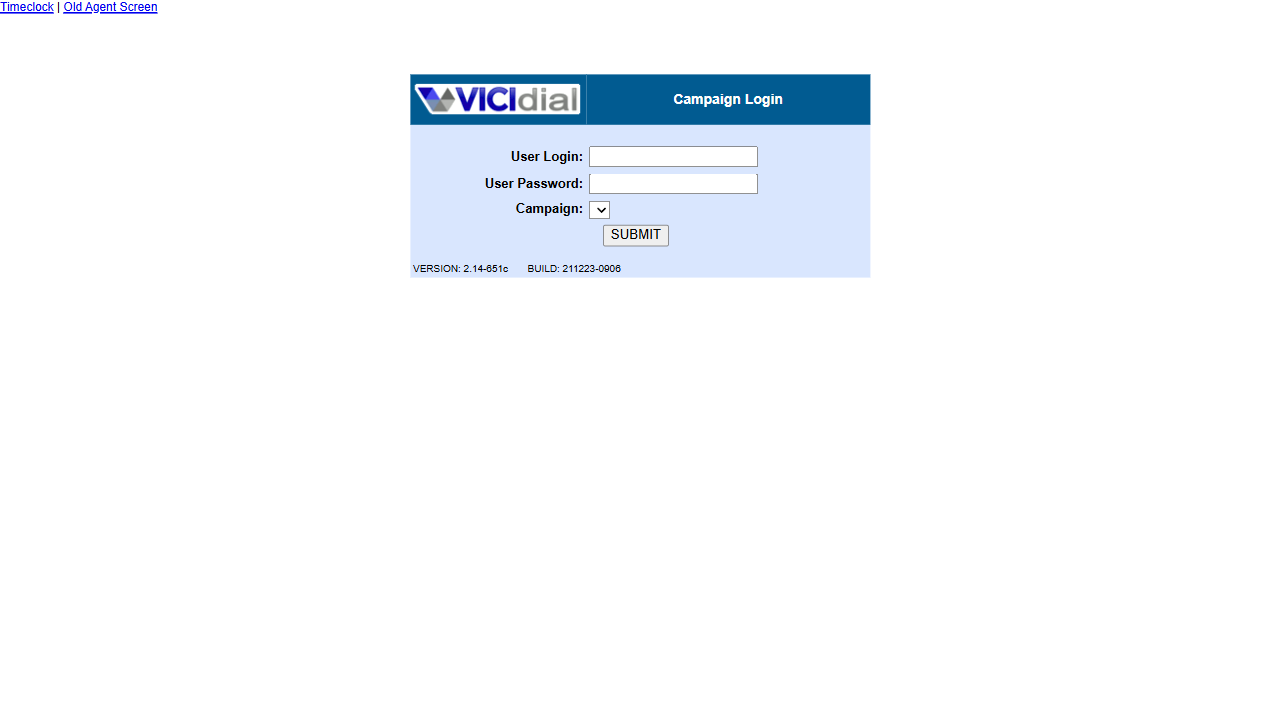 Timeclock | Old Agent Screen
VICIdial
Campaign Login
User Login:
User Password:
Campaign:
SUBMIT
VERSION: 2.14-651c BUILD: 211223-0906